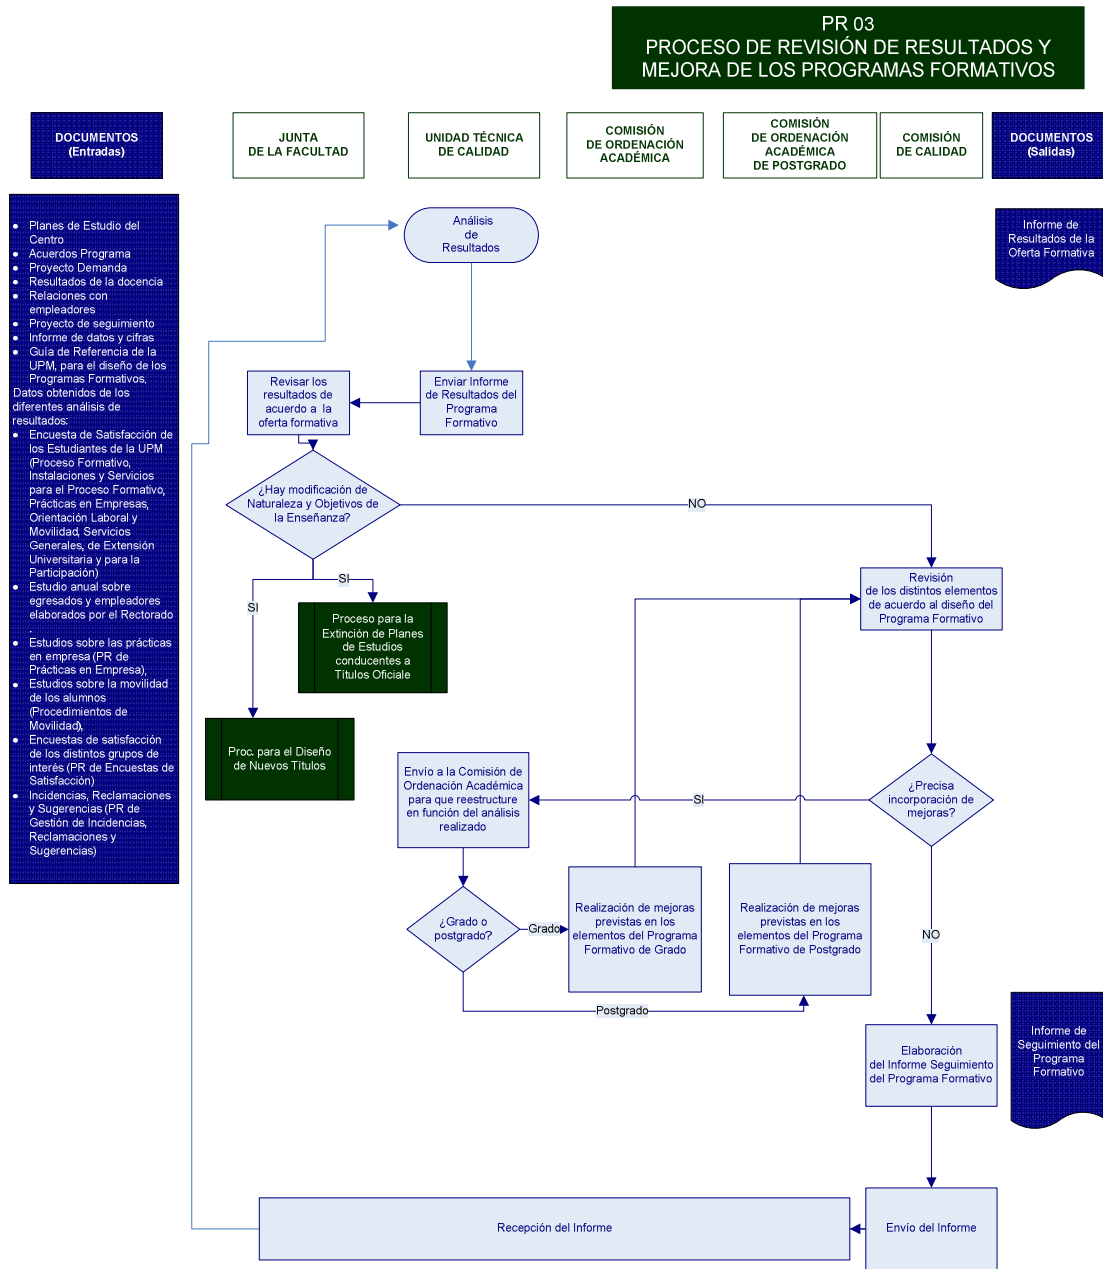 PR 03
PROCESO DE REVISIÓN DE RESULTADOS Y
MEJORA DE LOS PROGRAMAS FORMATIVOS
DOCUMENTOS
(Entradas)
JUNTA
DE LA FACULTAD
UNIDAD TÉCNICA
DE CALIDAD
COMISIÓN
DE ORDENACIÓN
ACADÉMICA
COMISIÓN
DE ORDENACIÓN
ACADÉMICA
DE POSTGRADO
COMISIÓN
DE CALIDAD
DOCUMENTOS
(Salidas)
● Planes de Estudio del
Centro
● Acuerdos Programa
● Proyecto Demanda
● Resultados de la docencia
● Relaciones con
empleadores
● Proyecto de seguimiento
● Informe de datos y cifras
● Guía de Referencia de la
UPM, para el diseño de los
Programas Formativos.
Datos obtenidos de los
diferentes análisis de
resultados:
● Encuesta de Satisfacción de
los Estudiantes de la UPM
(Proceso Formativo,
Instalaciones y Servicios
para el Proceso Formativo,
Prácticas en Empresas,
Orientación Laboral y
Movilidad, Servicios
Generales, de Extensión
Universitaria y para la
Participación)
● Estudio anual sobre
egresados y empleadores
elaborados por el Rectorado
.
● Estudios sobre las prácticas
en empresa (PR de
Prácticas en Empresa),
● Estudios sobre la movilidad
de los alumnos
(Procedimientos de
Movilidad),
● Encuestas de satisfacción
de los distintos grupos de
interés (PR de Encuestas de
Satisfacción)
● Incidencias, Reclamaciones
y Sugerencias (PR de
Gestión de Incidencias,
Reclamaciones y
Sugerencias)
Análisis
de
Resultados
Informe de
Resultados de la
Oferta Formativa
Revisar los
resultados de
acuerdo a la
oferta formativa
Enviar Informe
de Resultados del
Programa
Formativo
¿Hay modificación de
Naturaleza y Objetivos de
la Enseñanza?
NO
SI
SI
Revisión
de los distintos elementos
de acuerdo al diseño del
Programa Formativo
Proceso para la
Extinción de Planes
de Estudios
conducentes a
Títulos Oficiale
Proc. para el Diseño
de Nuevos Títulos
Envío a la Comisión de
Ordenación Académica
para que reestructure
en función del análisis
realizado
SI
¿Precisa
incorporación de
mejoras?
¿Grado o
postgrado?
Grado
Realización de mejoras
previstas en los
elementos del Programa
Formativo de Grado
Realización de mejoras
previstas en los
elementos del Programa
Formativo de Postgrado
NO
Postgrado
Elaboración
del Informe Seguimiento
del Programa Formativo
Informe de
Seguimiento del
Programa
Formativo
Recepción del Informe
Envío del Informe